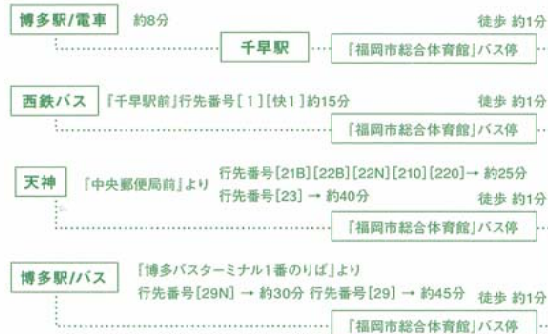 博多駅/電車 約8分 徒歩 約1分
千早駅 『福岡市総合体育館』バス停
西鉄バス 『千早駅前』行先番号[1][快1]約15分 徒歩 約1分
『福岡市総合体育館』バス停
天神 『中央郵便局前』より 行先番号[21B][22B][22N][210][220]→ 約25分
行先番号[23] → 約40分 徒歩 約1分
『福岡市総合体育館』バス停
博多駅/バス 『博多バスターミナル1番のりば』より
行先番号[29N] → 約30分 行先番号[29] → 約45分 徒歩 約1分
『福岡市総合体育館』バス停